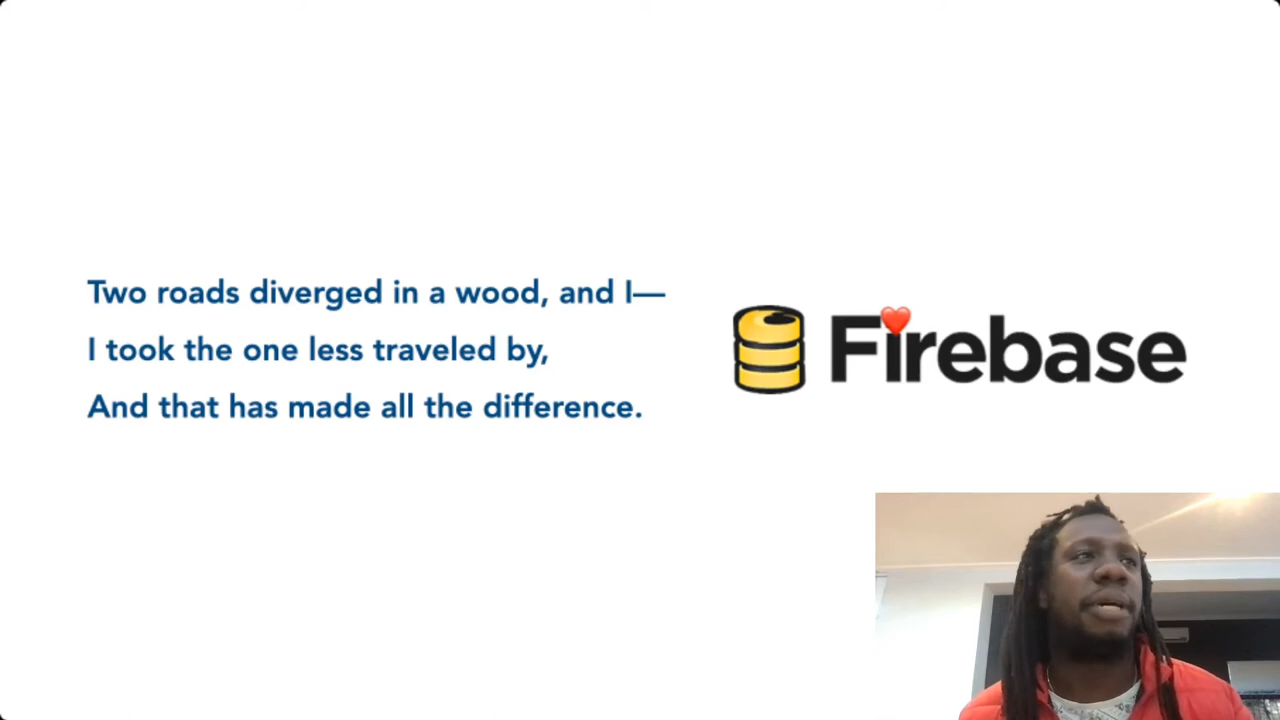 Two roads diverged in a wood, and I—
I took the one less traveled by,
And that has made all the difference.
Firebase